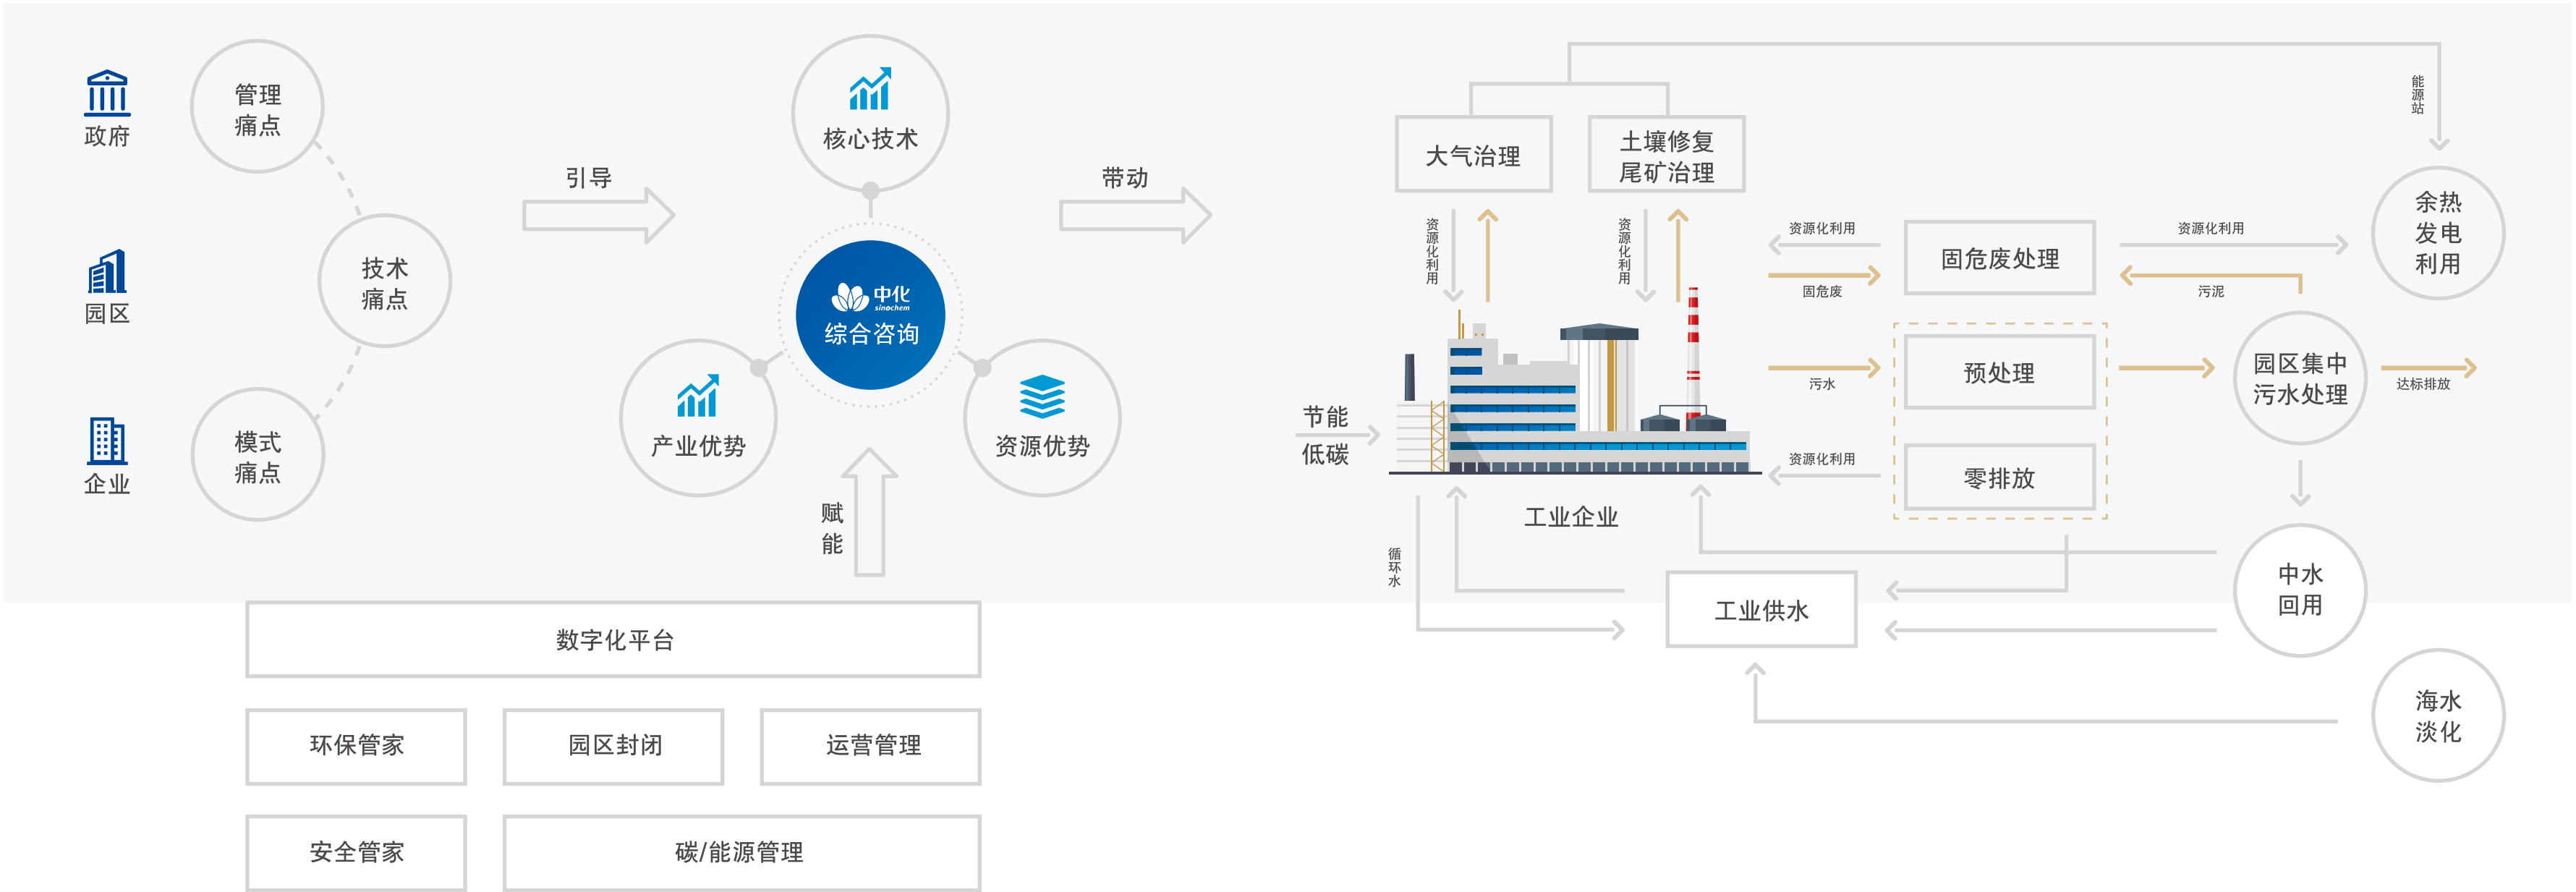 政府
管理
痛点
园区
技术
痛点
企业
模式
痛点
引导
核心技术
中化
sinochem
综合咨询
产业优势
资源优势
赋
能
带动
数字化平台
环保管家
园区封闭
运营管理
安全管家
碳/能源管理
大气治理
土壤修复
尾矿治理
能源站
资源化利用
资源化利用
余热
发电
利用
资源化利用
固危废
固危废处理
资源化利用
污泥
节能
低碳
污水
预处理
园区集中
污水处理
达标排放
资源化利用
零排放
工业企业
循环水
工业供水
中水
回用
海水
淡化